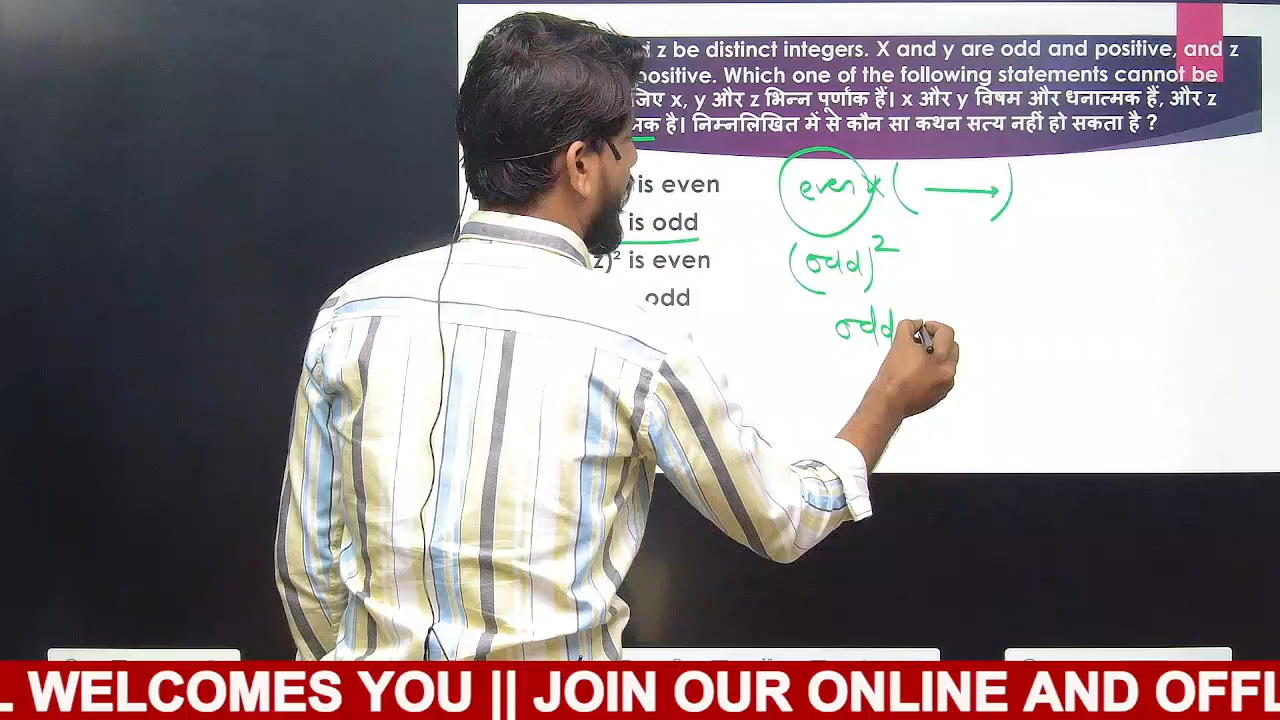 z be distinct integers. X and y are odd and positive, and z
positive. Which one of the following statements cannot be
x, y और z भिन्न पूर्णांक हैं। x और y विषम और धनात्मक हैं, और z
है। निम्नलिखित में से कौन सा कथन सत्य नहीं हो सकता है ?
is even
even x ( )
is odd
(odd)²
z)² is even
odd
odd
WELCOMES YOU || JOIN OUR ONLINE AND OFFL